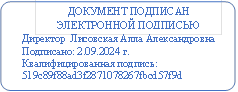 ДОКУМЕНТ ПОДПИСАН
ЭЛЕКТРОННОЙ ПОДПИСЬЮ
Директор Лисовская Алла Александровна
Подписано: 2.09.2024 г.
Квалифицированная подпись:
519c89f88ad3f2871078267fbcd57f9d